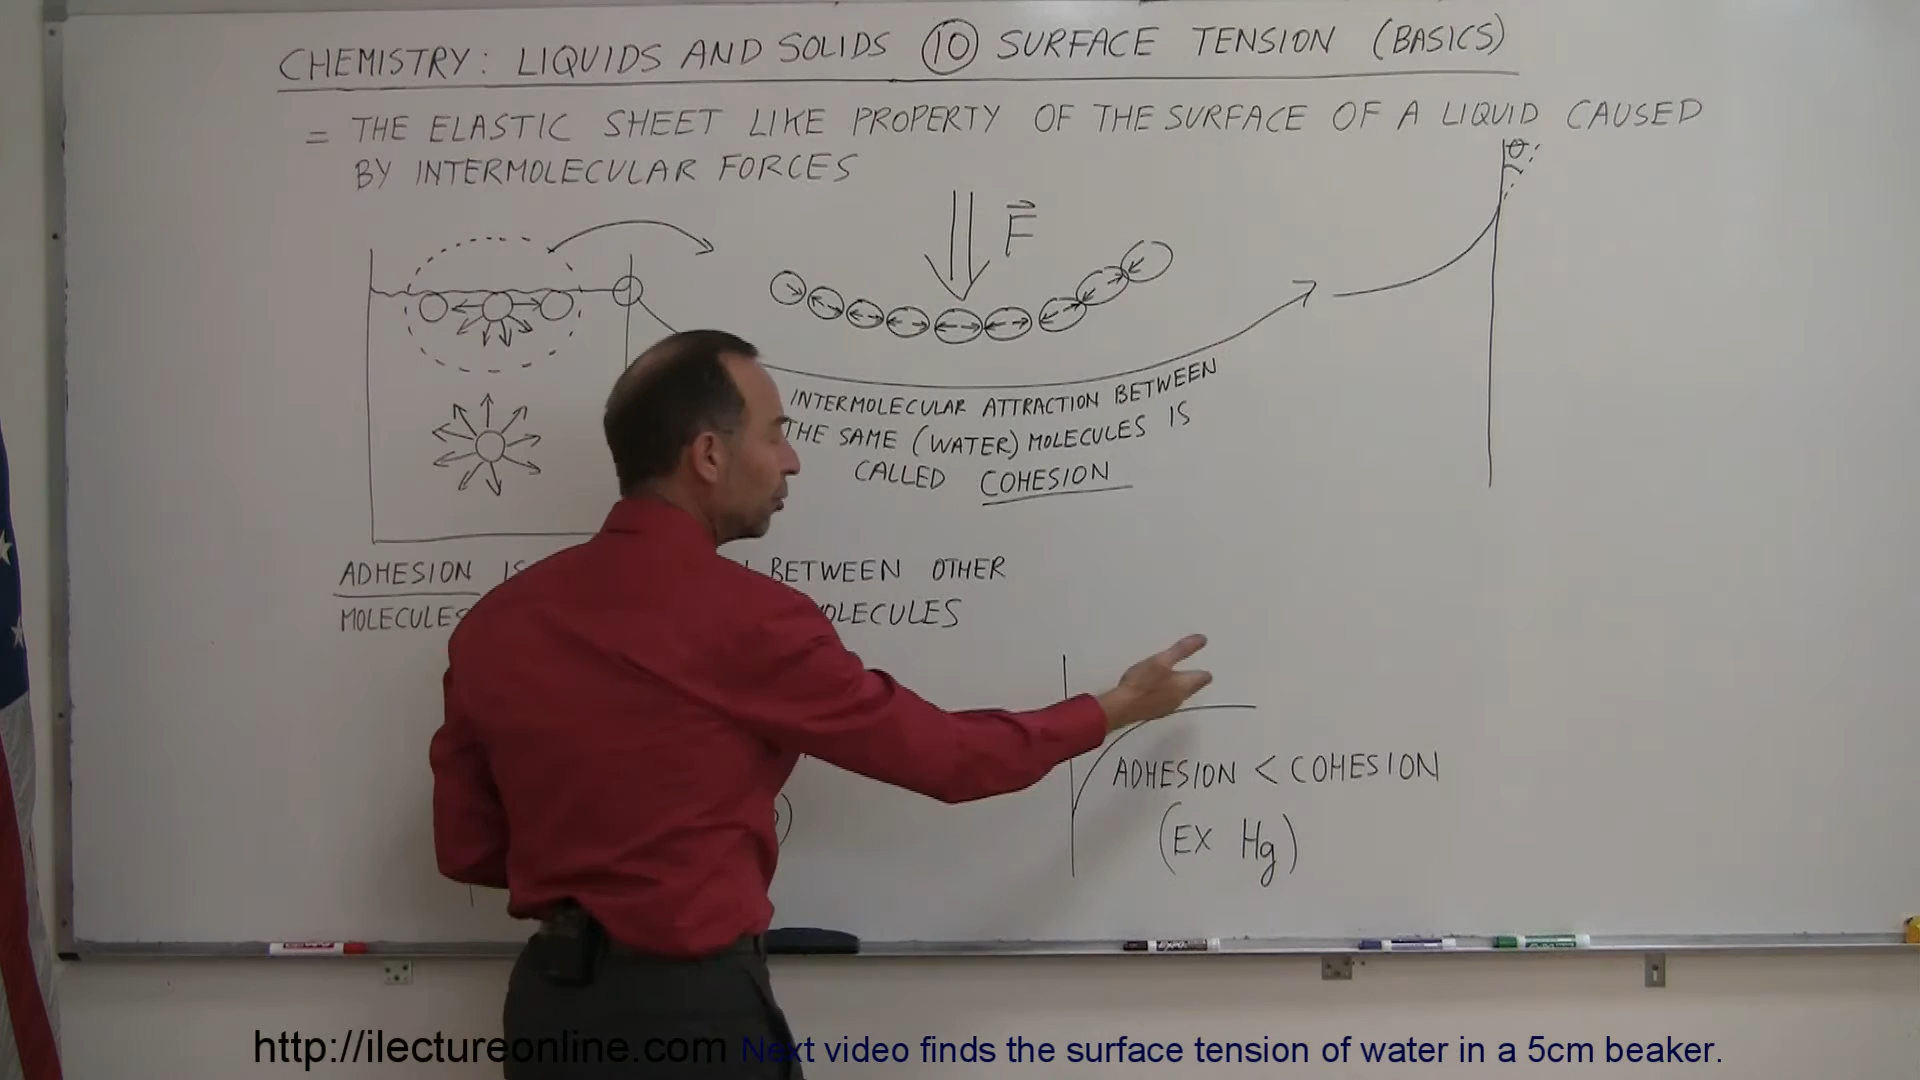 CHEMISTRY: LIQUIDS AND SOLIDS 10 SURFACE TENSION (BASICS)
= THE ELASTIC SHEET LIKE PROPERTY OF THE SURFACE OF A LIQUID CAUSED
BY INTERMOLECULAR FORCES
θ
F
INTERMOLECULAR ATTRACTION BETWEEN
THE SAME (WATER) MOLECULES IS
CALLED COHESION
ADHESION IS BETWEEN OTHER
MOLECULES MOLECULES
ADHESION < COHESION
(EX Hg)
EXPO
http://ilectureonline.com Next video finds the surface tension of water in a 5cm beaker.